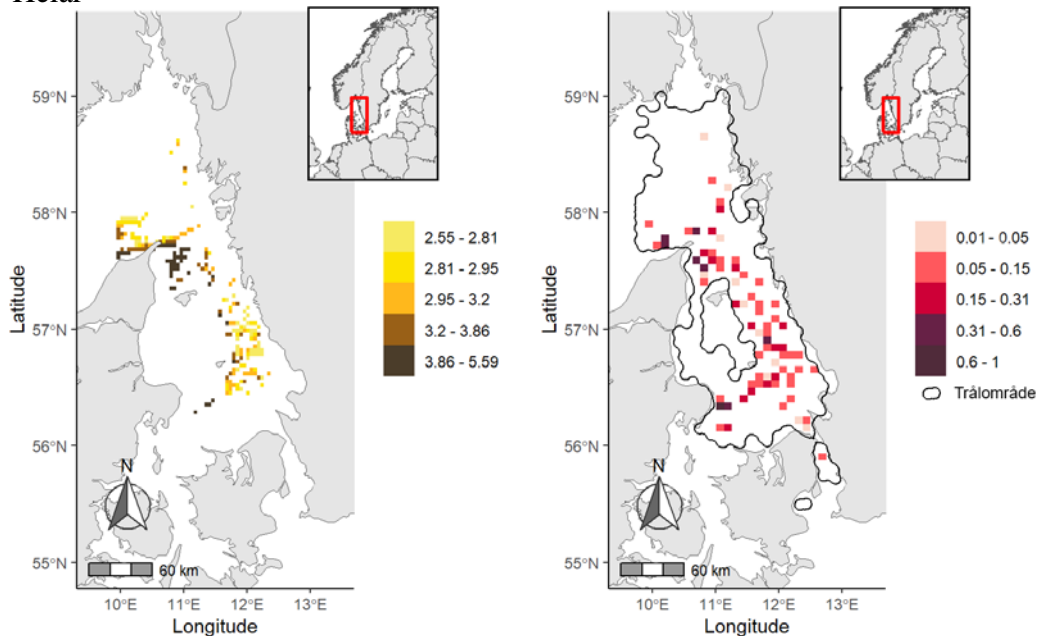 Helår
59°N
58°N
57°N
56°N
55°N
Latitude
10°E 11°E 12°E 13°E
Longitude
N
60 km
2.55 - 2.81
2.81 - 2.95
2.95 - 3.2
3.2 - 3.86
3.86 - 5.59
59°N
58°N
57°N
56°N
55°N
Latitude
10°E 11°E 12°E 13°E
Longitude
N
60 km
0.01 - 0.05
0.05 - 0.15
0.15 - 0.31
0.31 - 0.6
0.6 - 1
Trålområde